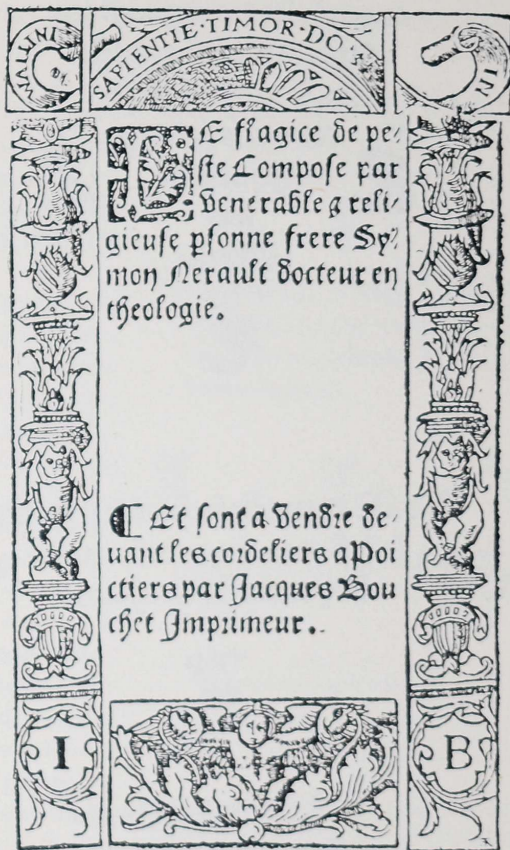 SAPIENTIE·TIMOR·DO
LE flagice de pe/
ste Compose par
venerable & reli/
gieuse psonne frere Sy/
mon Nerault docteur en
theologie.
¶ Et sont a vendre de/
uant les cordeliers a Poi
ctiers par Jacques Bou
chet Imprimeur.
I B